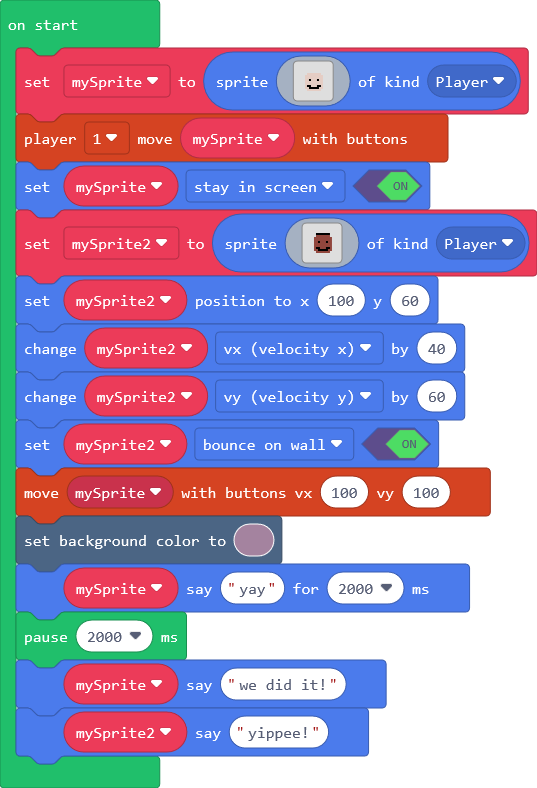 on start
set mySprite to sprite of kind Player
player 1 move mySprite with buttons
set mySprite stay in screen ON
set mySprite2 to sprite of kind Player
set mySprite2 position to x 100 y 60
change mySprite2 vx (velocity x) by 40
change mySprite2 vy (velocity y) by 60
set mySprite2 bounce on wall ON
move mySprite with buttons vx 100 vy 100
set background color to
mySprite say "yay" for 2000 ms
pause 2000 ms
mySprite say "we did it!"
mySprite2 say "yippee!"